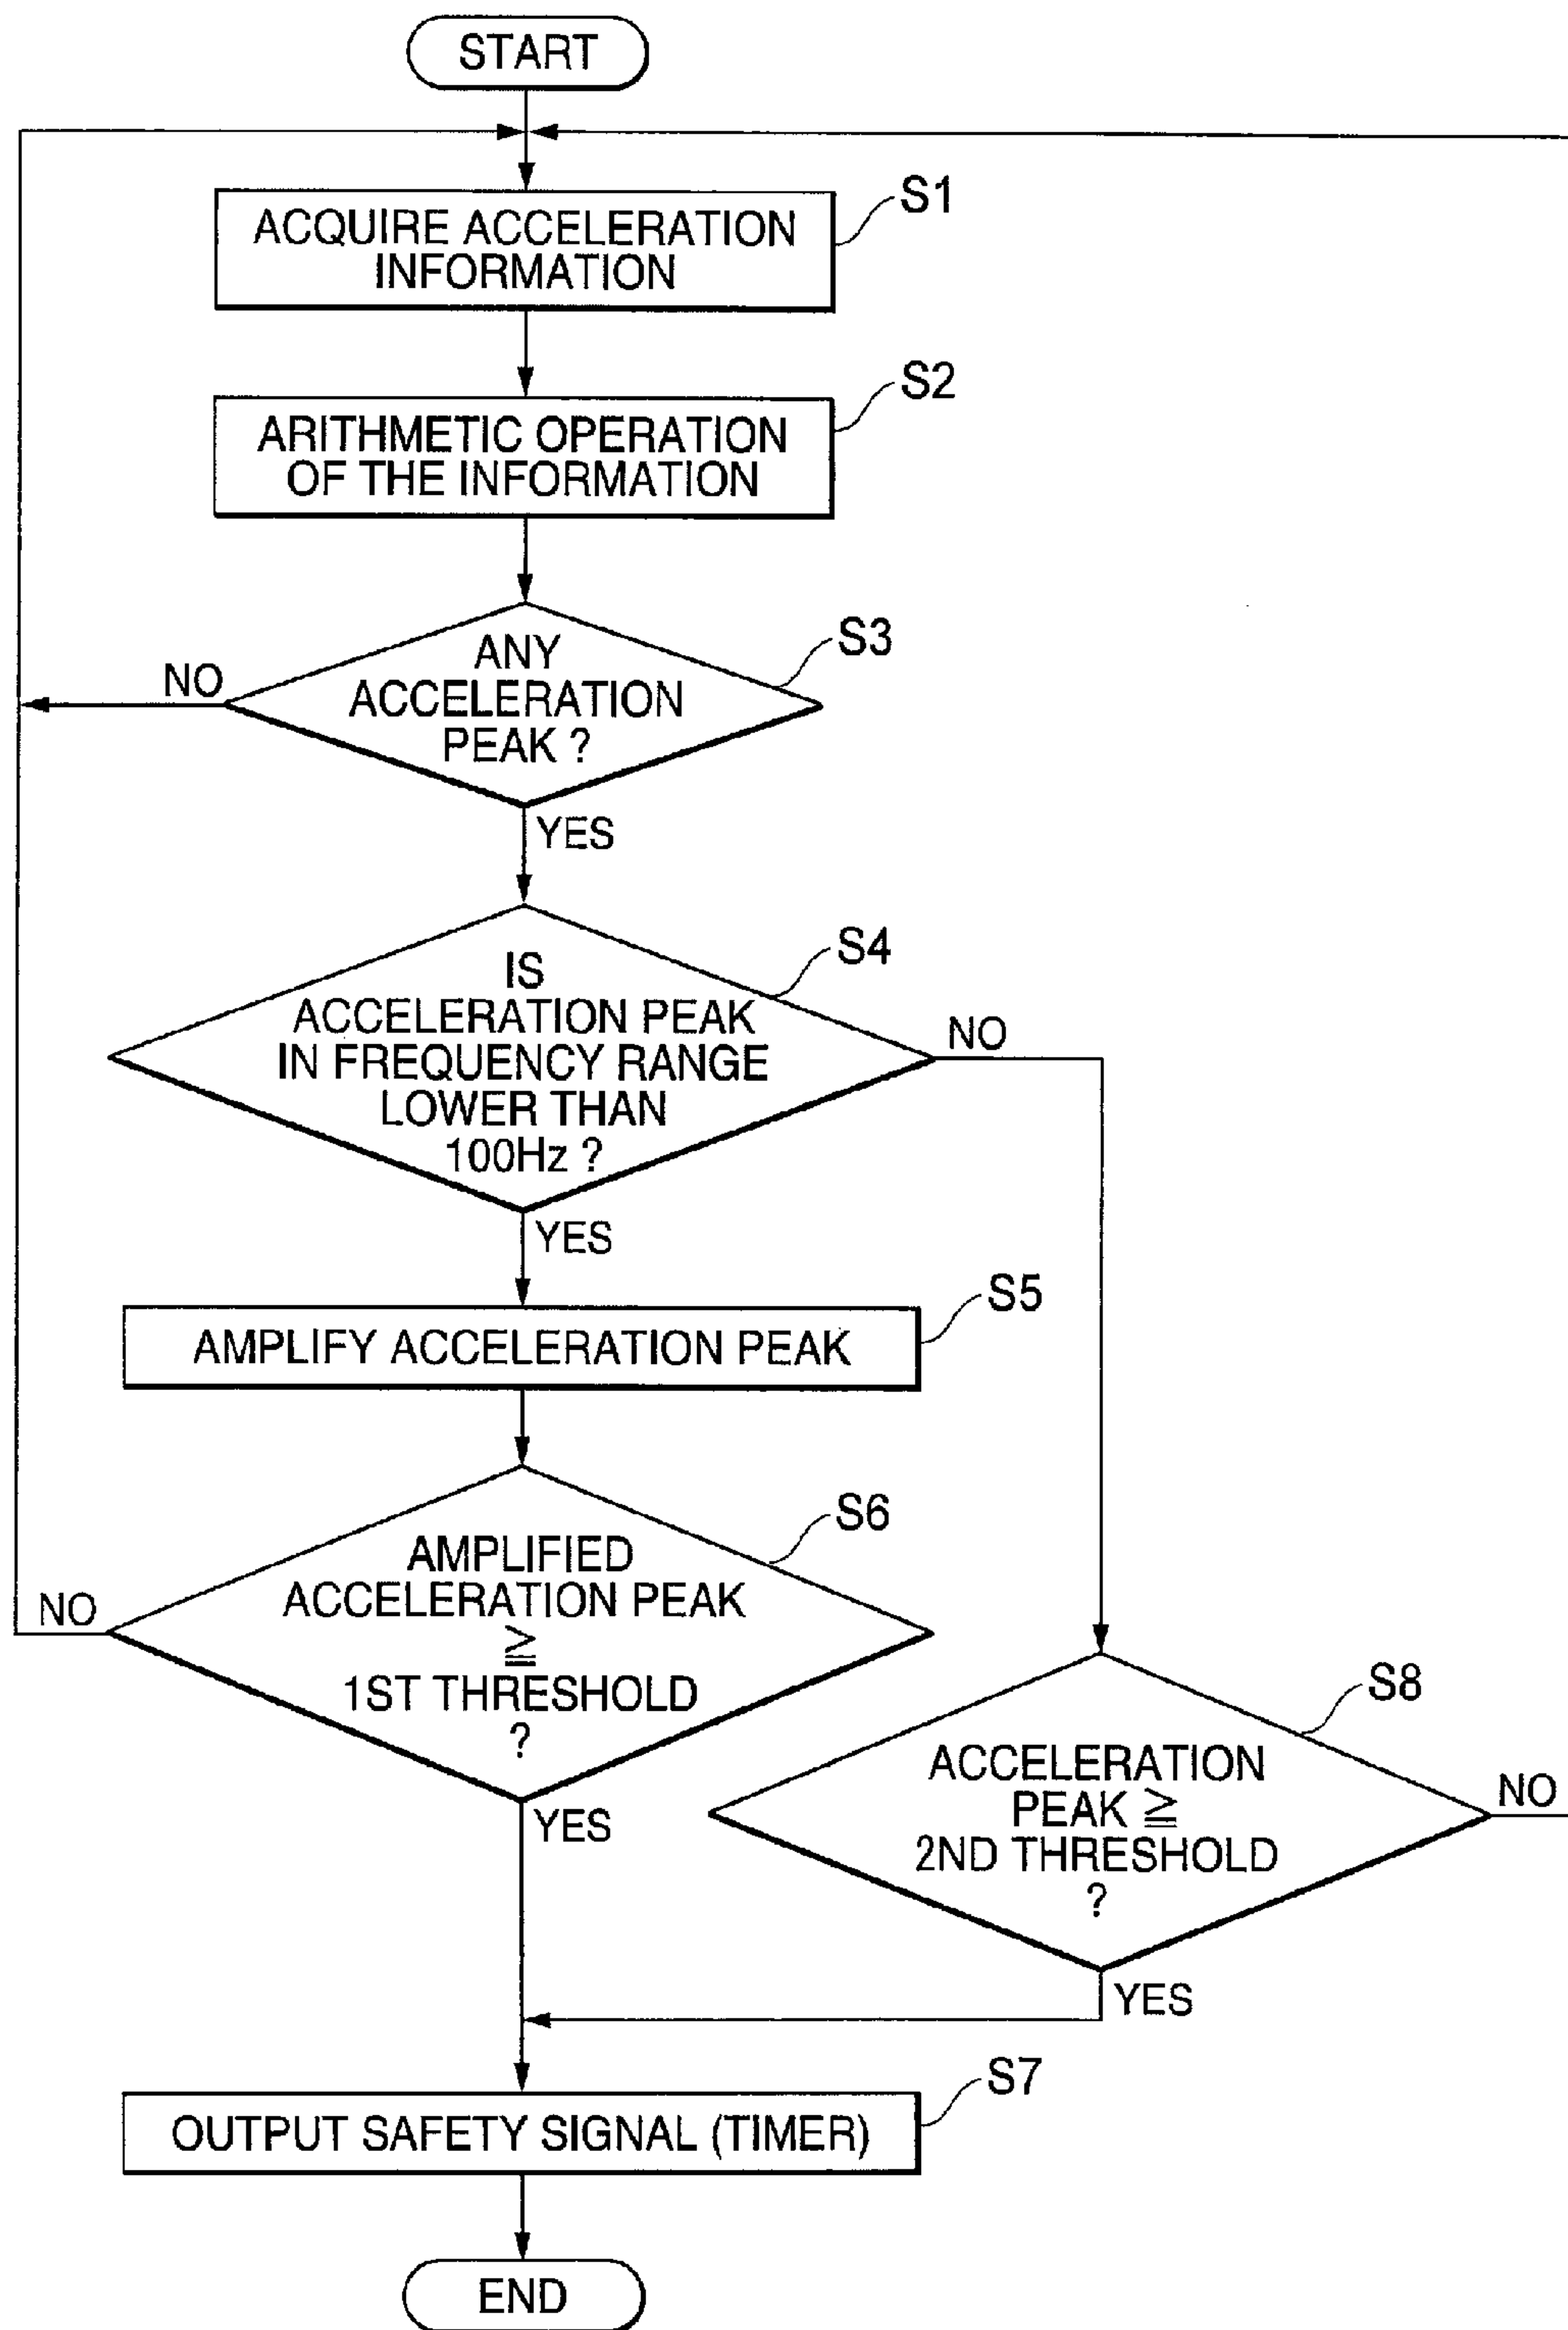 START
S1
ACQUIRE ACCELERATION
INFORMATION
S2
ARITHMETIC OPERATION
OF THE INFORMATION
S3
ANY
ACCELERATION
PEAK ?
NO
YES
S4
IS
ACCELERATION PEAK
IN FREQUENCY RANGE
LOWER THAN
100Hz ?
NO
YES
S5
AMPLIFY ACCELERATION PEAK
S6
AMPLIFIED
ACCELERATION PEAK
≧
1ST THRESHOLD
?
NO
YES
S8
ACCELERATION
PEAK ≧
2ND THRESHOLD
?
NO
YES
S7
OUTPUT SAFETY SIGNAL (TIMER)
END